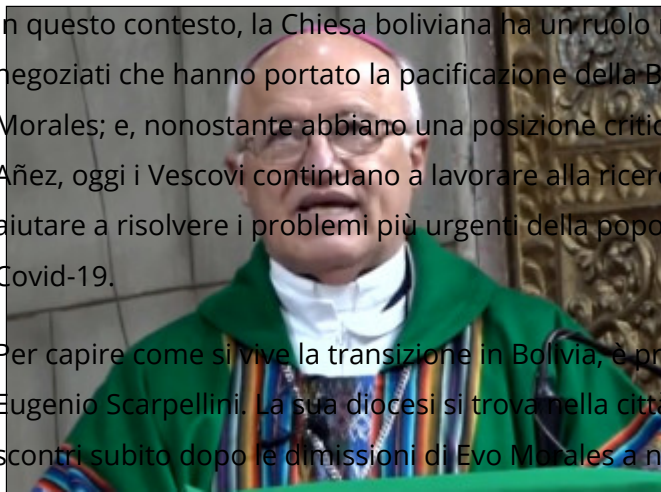 n questo contesto, la Chiesa boliviana ha un ruolo
negoziati che hanno portato la pacificazione della B
Morales; e, nonostante abbiano una posizione critic
Añez, oggi i Vescovi continuano a lavorare alla ricer
aiutare a risolvere i problemi più urgenti della popo
Covid-19.
Per capire come si vive la transizione in Bolivia, è pr
Eugenio Scarpellini. La sua diocesi si trova nella citt
scontri subito dopo le dimissioni di Evo Morales a n